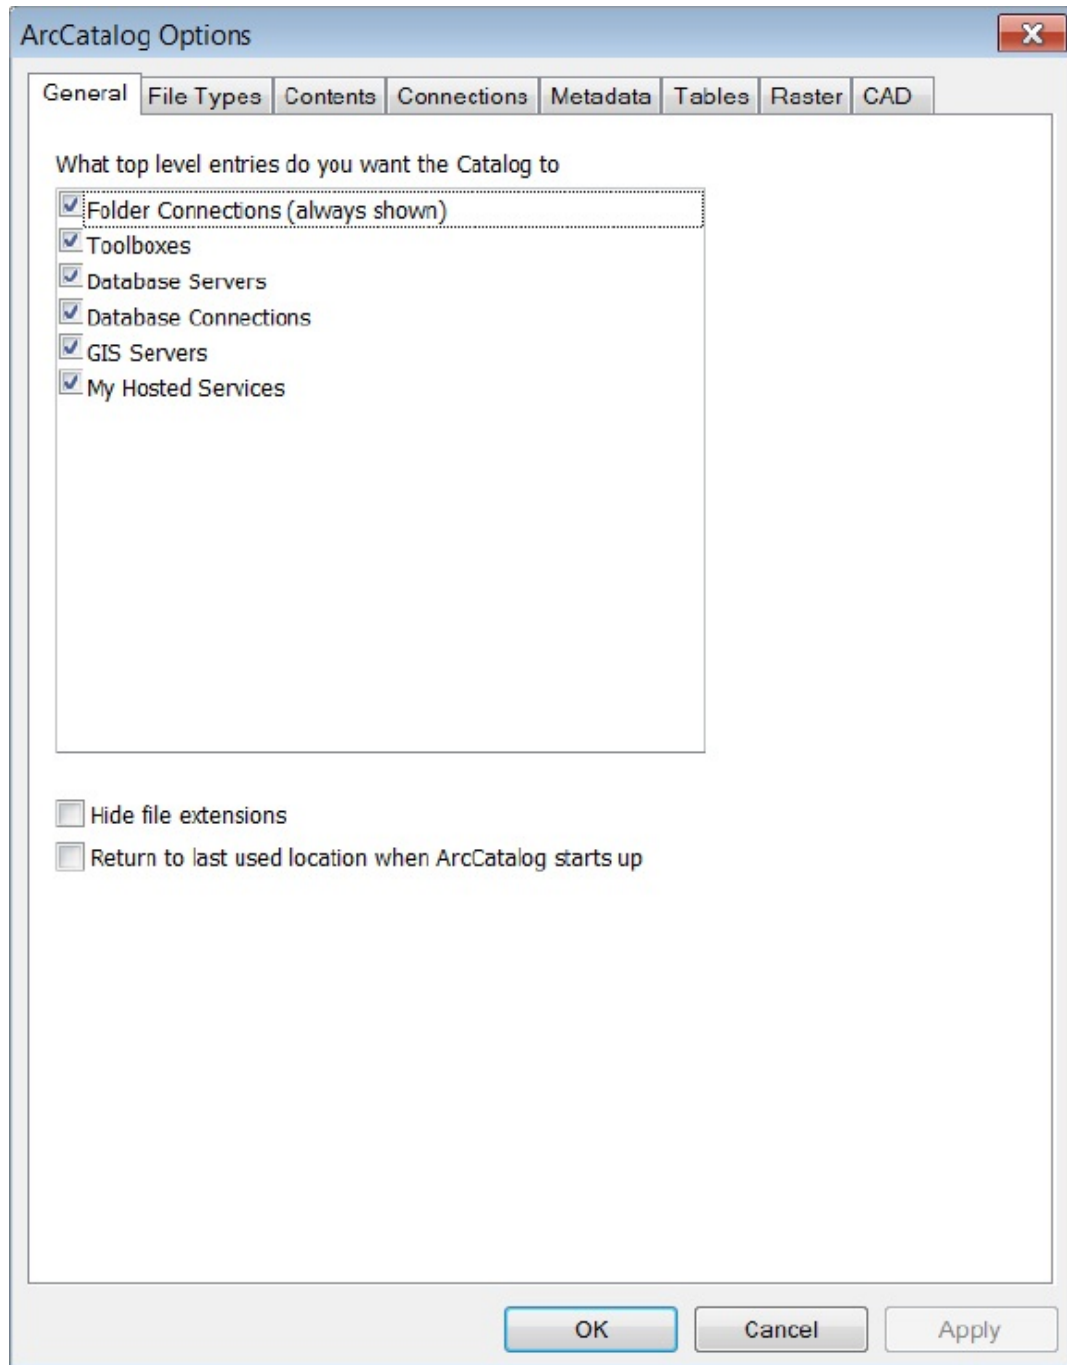 ArcCatalog Options
General File Types Contents Connections Metadata Tables Raster CAD
What top level entries do you want the Catalog to
Folder Connections (always shown)
Toolboxes
Database Servers
Database Connections
GIS Servers
My Hosted Services
Hide file extensions
Return to last used location when ArcCatalog starts up
OK Cancel Apply